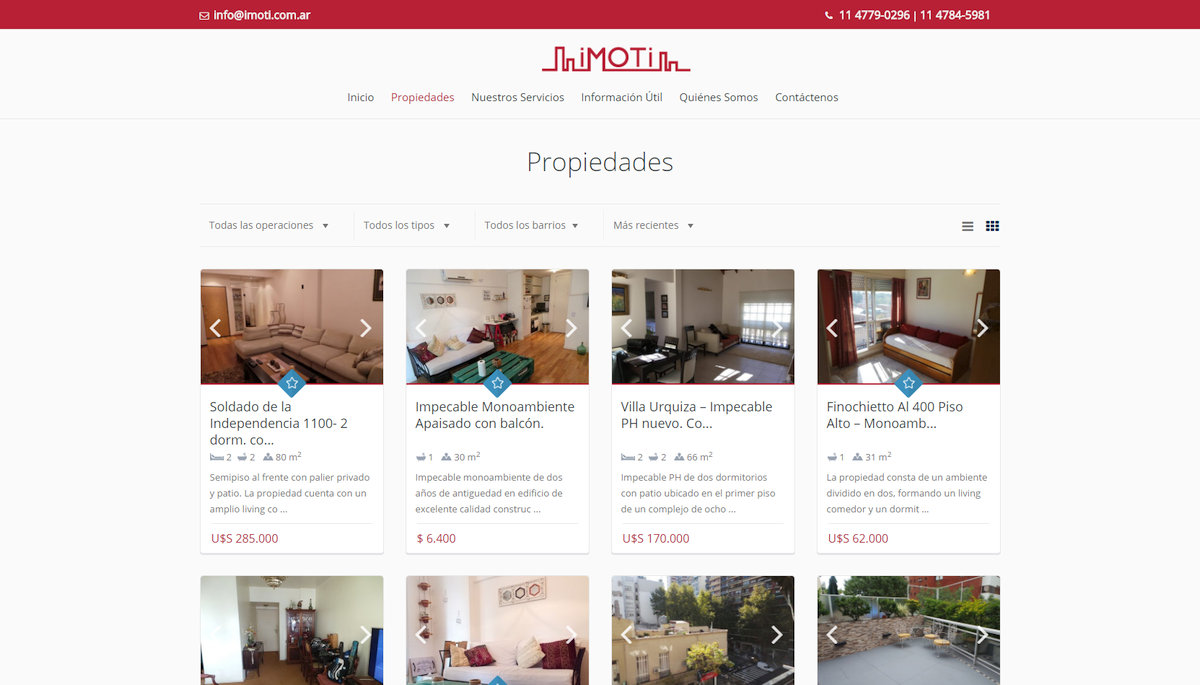 info@imoti.com.ar
11 4779-0296 | 11 4784-5981
iMOTi
Inicio Propiedades Nuestros Servicios Información Útil Quiénes Somos Contáctenos
Propiedades
Todas las operaciones Todos los tipos Todos los barrios Más recientes
Soldado de la
Independencia 1100- 2
dorm. co...
2 2 80 m²
Semipiso al frente con palier privado
y patio. La propiedad cuenta con un
amplio living co ...
U$S 285.000
Impecable Monoambiente
Apaisado con balcón.
1 30 m²
Impecable monoambiente de dos
años de antiguedad en edificio de
excelente calidad construc ...
$ 6.400
Villa Urquiza – Impecable
PH nuevo. Co...
2 2 66 m²
Impecable PH de dos dormitorios
con patio ubicado en el primer piso
de un complejo de ocho ...
U$S 170.000
Finochietto Al 400 Piso
Alto – Monoamb...
1 31 m²
La propiedad consta de un ambiente
dividido en dos, formando un living
comedor y un dormit ...
U$S 62.000